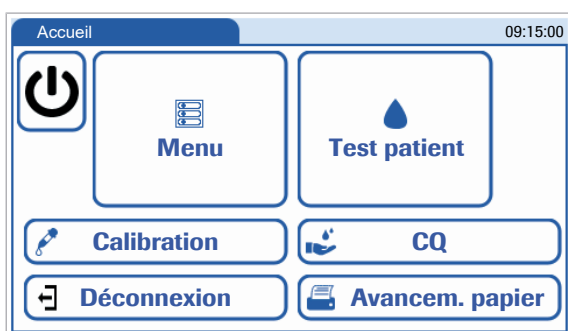 Accueil 09:15:00
Menu Test patient
Calibration CQ
Déconnexion Avancem. papier